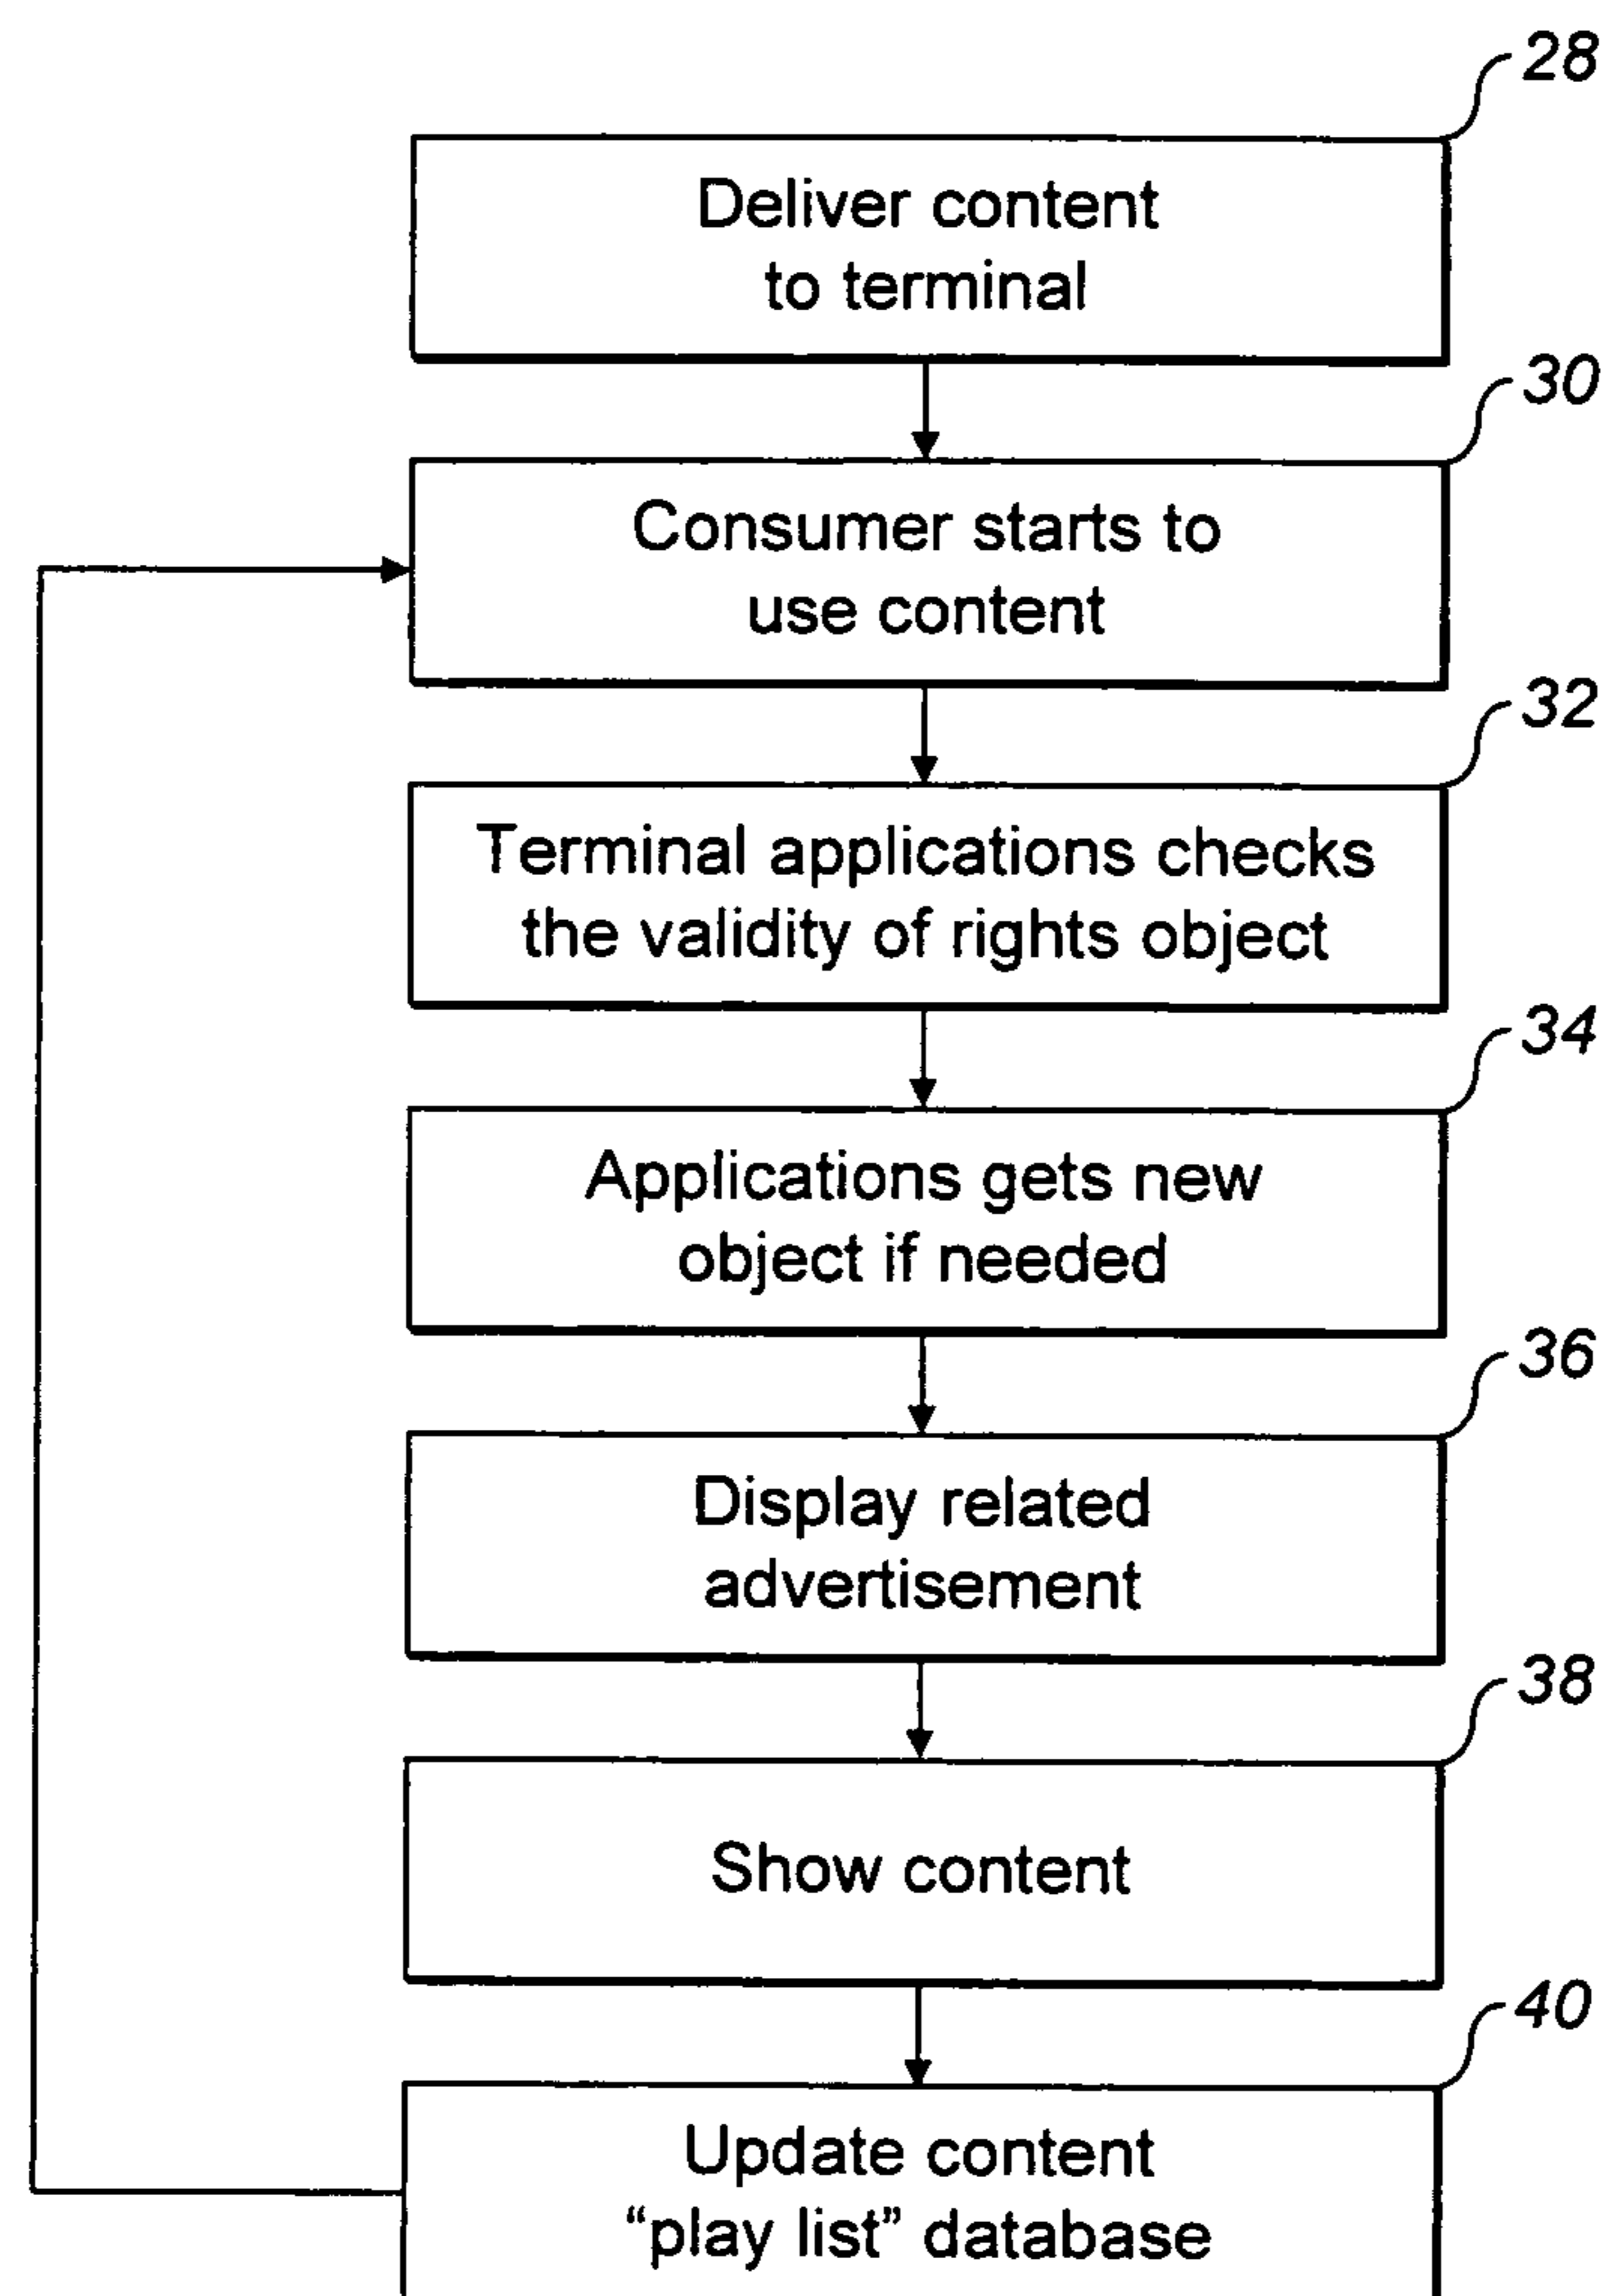 28
Deliver content
to terminal
30
Consumer starts to
use content
32
Terminal applications checks
the validity of rights object
34
Applications gets new
object if needed
36
Display related
advertisement
38
Show content
40
Update content
“play list” database